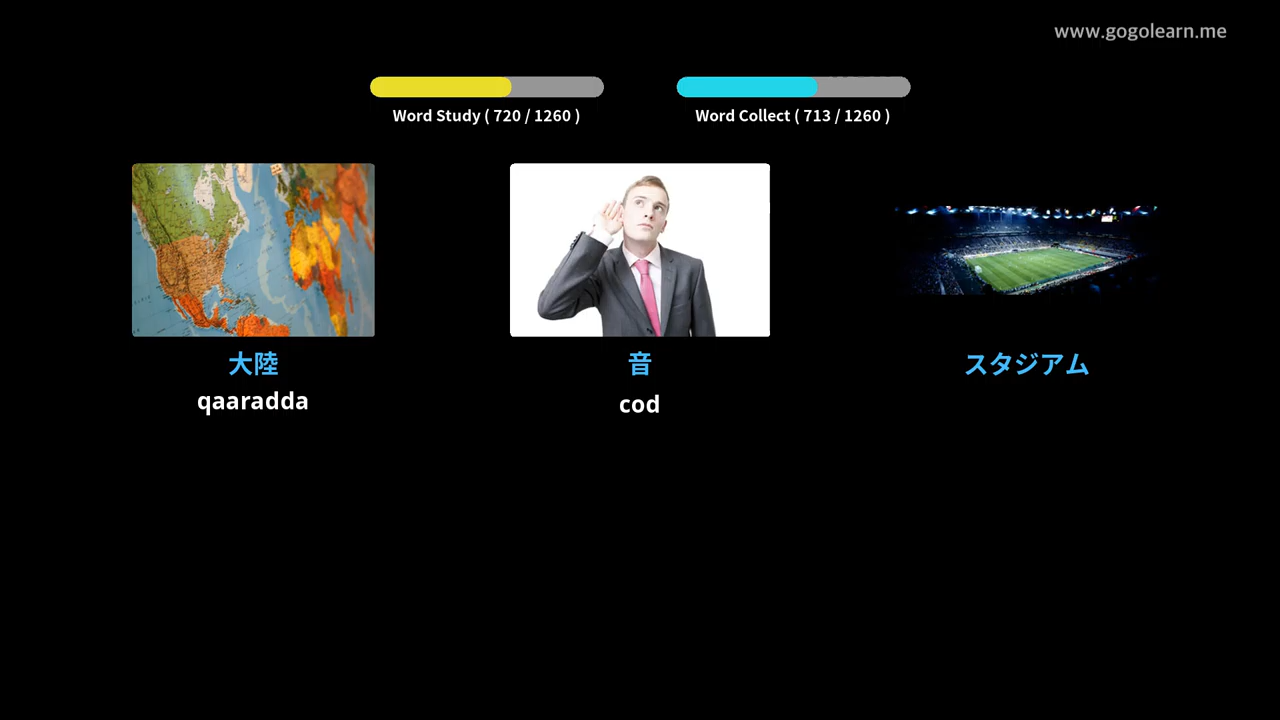 www.gogolearn.me
Word Study ( 720 / 1260 )
Word Collect ( 713 / 1260 )
大陸
qaaradda
音
cod
スタジアム